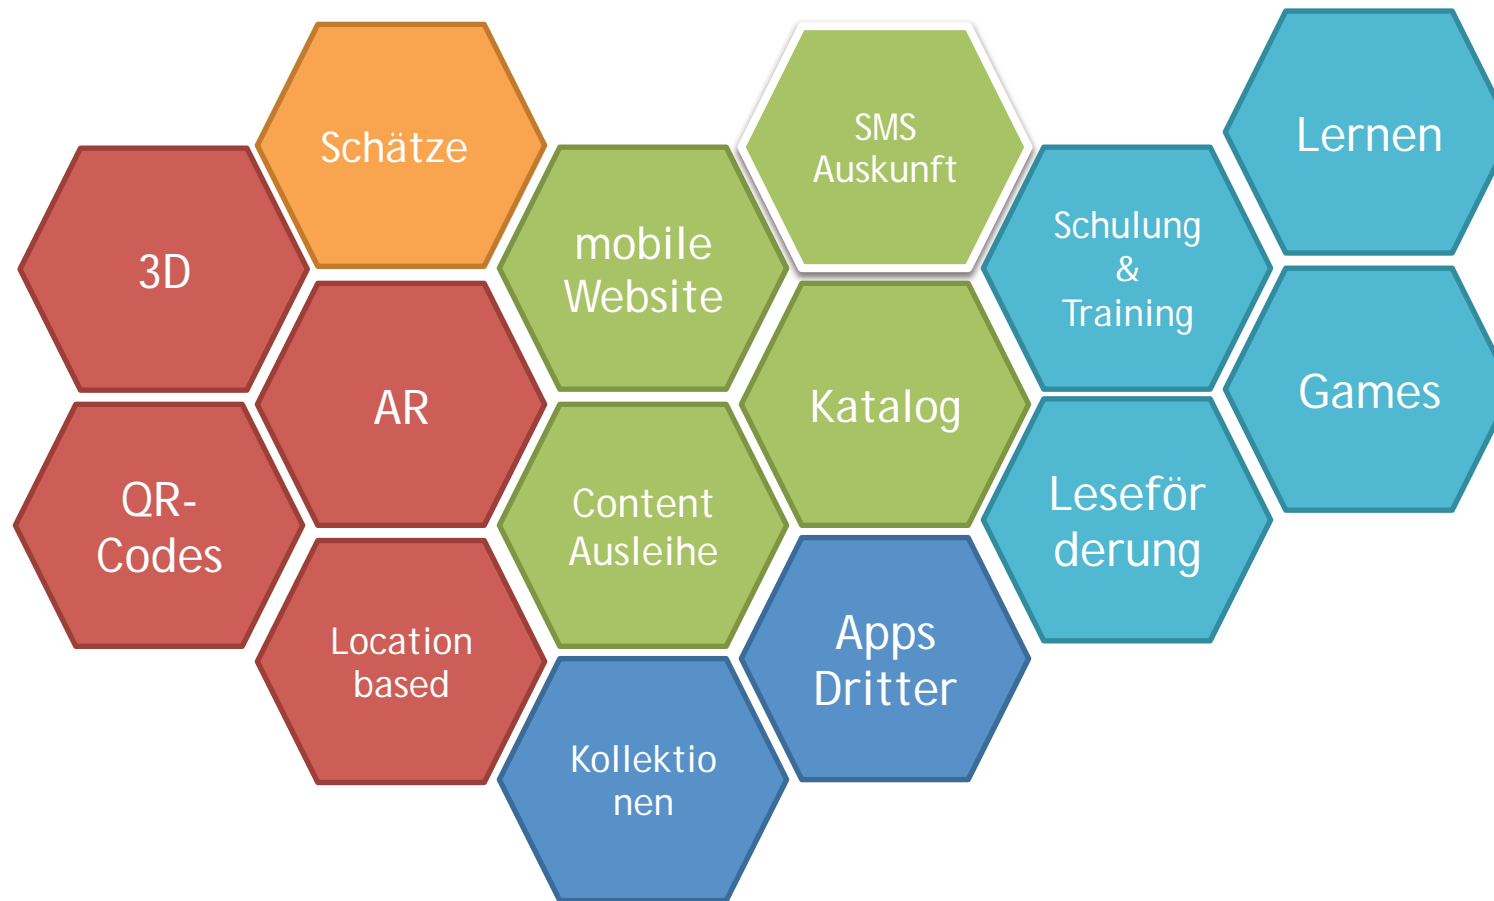 Schätze
3D
AR
QR-
Codes
Location
based
mobile
Website
Content
Ausleihe
Kollektio
nen
SMS
Auskunft
Katalog
Apps
Dritter
Schulung
&
Training
Leseför
derung
Lernen
Games